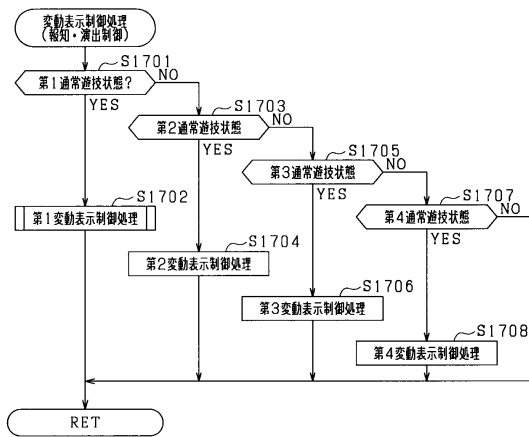 変動表示制御処理
(報知・演出制御)
S1701
第1通常遊技状態?
NO
YES
S1703
第2通常遊技状態
NO
YES
S1705
第3通常遊技状態
NO
YES
S1707
第4通常遊技状態
NO
YES
S1702
第1変動表示制御処理
S1704
第2変動表示制御処理
S1706
第3変動表示制御処理
S1708
第4変動表示制御処理
RET